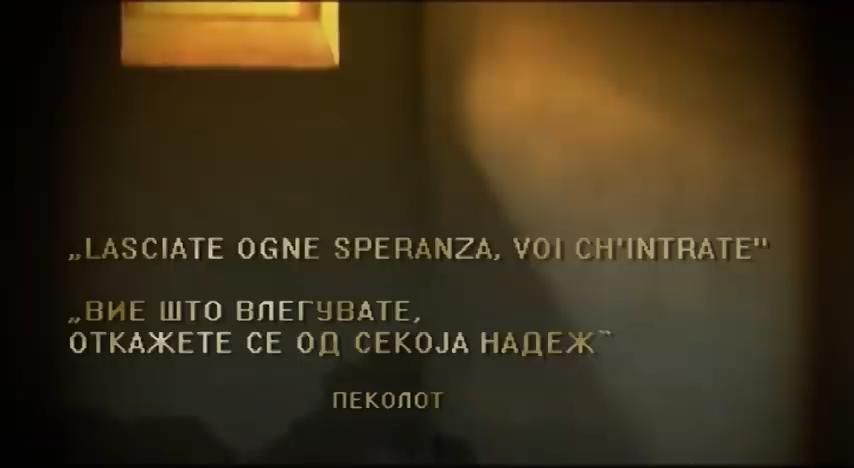 „LASCIATE OGNE SPERANZA, VOI CH'INTRATE"
„ВИЕ ШТО ВЛЕГУВАТЕ,
ОТКАЖЕТЕ СЕ ОД СЕКОЈА НАДЕЖ“
ПЕКОЛОТ